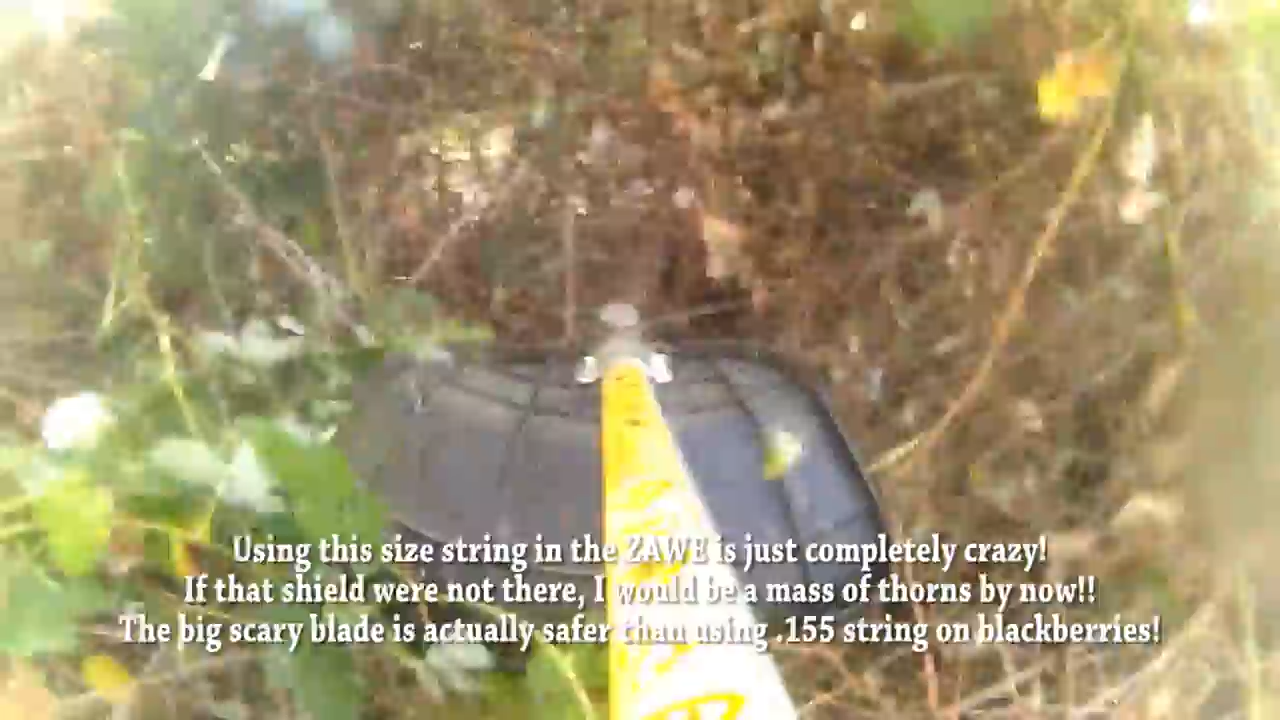 Using this size string in the ZAWE is just completely crazy!
If that shield were not there, I would be a mass of thorns by now!!
The big scary blade is actually safer than using .155 string on blackberries!